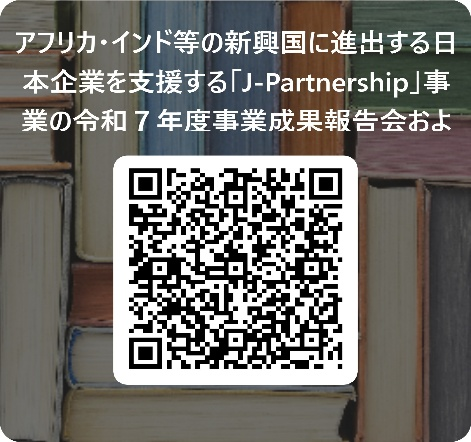 アフリカ・インド等の新興国に進出する日
本企業を支援する「J-Partnership」事
業の令和７年度事業成果報告会およ